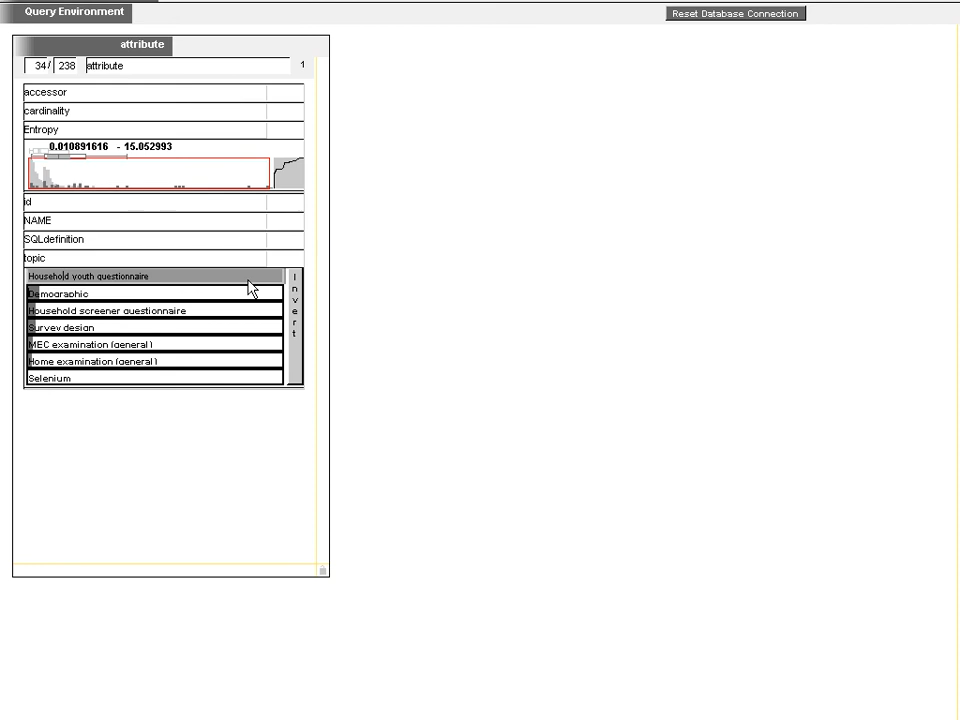 Query Environment
Reset Database Connection
attribute
34/ 238 attribute 1
accessor
cardinality
Entropy
0.010891616 - 15.052993
id
NAME
SQLdefinition
topic
Household youth questionnaire
Demographic
Household screener questionnaire
Survey design
MEC examination (general)
Home examination (general)
Selenium
Invert